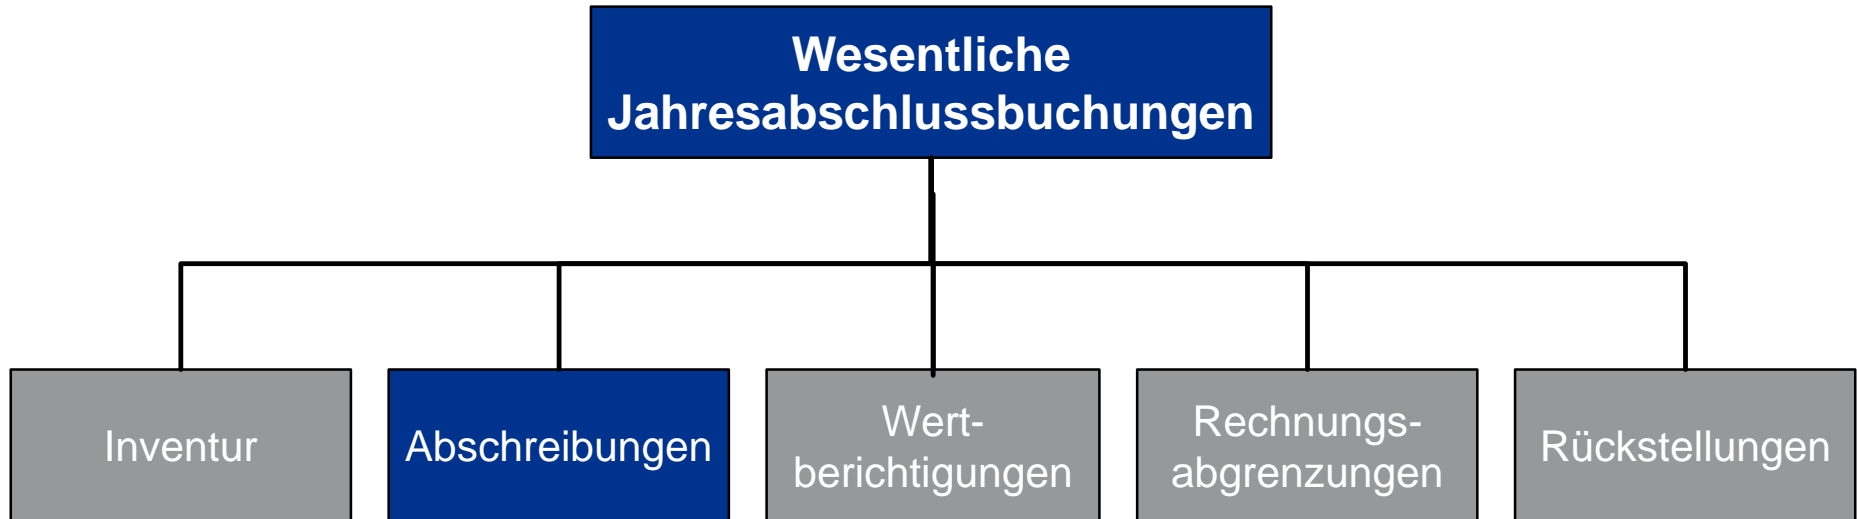 Wesentliche
Jahresabschlussbuchungen
Inventur
Abschreibungen
Wert-
berichtigungen
Rechnungs-
abgrenzungen
Rückstellungen